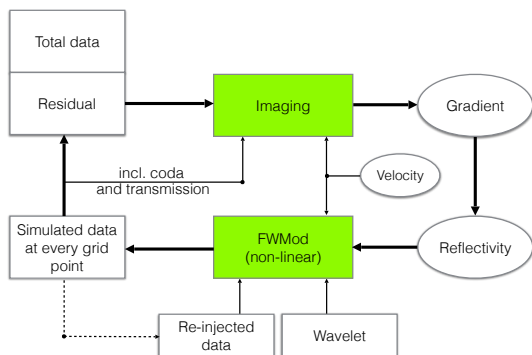 Total data
Residual
Imaging
Gradient
incl. coda
and transmission
Velocity
Simulated data
at every grid
point
FWMod
(non-linear)
Reflectivity
Re-injected
data
Wavelet